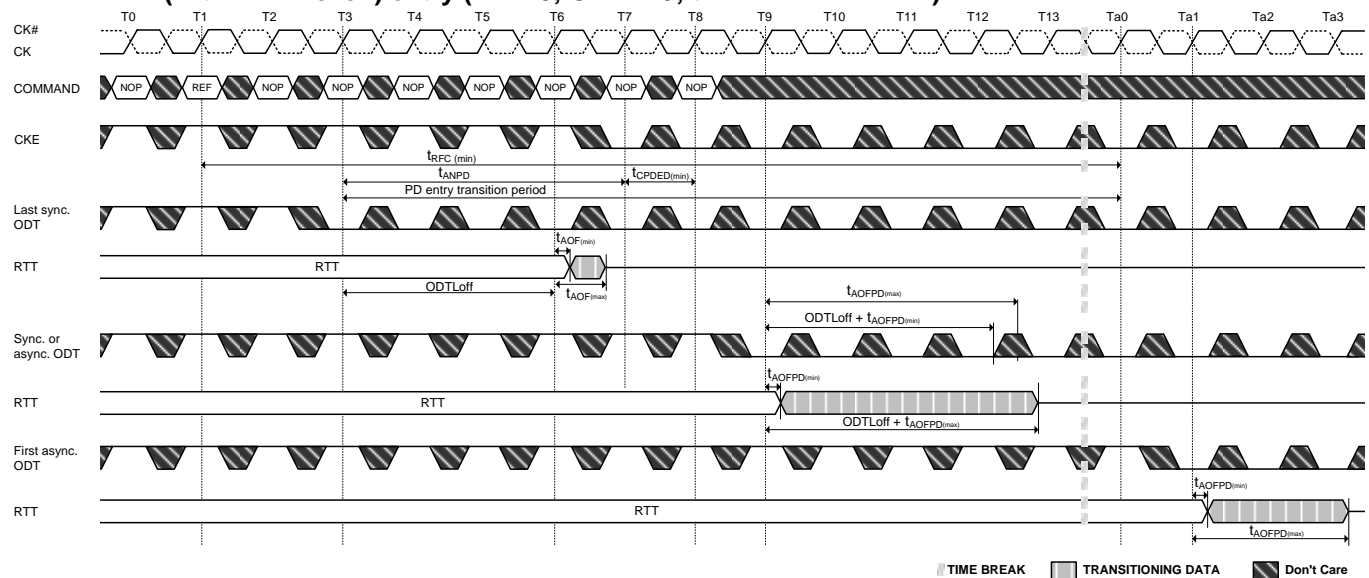 T0 T1 T2 T3 T4 T5 T6 T7 T8 T9 T10 T11 T12 T13 Ta0 Ta1 Ta2 Ta3
CK#
CK
COMMAND NOP REF NOP NOP NOP NOP NOP NOP NOP
CKE
tRFC (min)
tANPD tCPDED(min)
PD entry transition period
Last sync.
ODT
tAOF(min)
RTT RTT
ODTLoff tAOF(max)
tAOFPD(max)
ODTLoff + tAOFPD(min)
Sync. or
async. ODT
tAOFPD(min)
RTT RTT
ODTLoff + tAOFPD(max)
First async.
ODT
tAOFPD(min)
RTT RTT
tAOFPD(max)
TIME BREAK TRANSITIONING DATA Don't Care